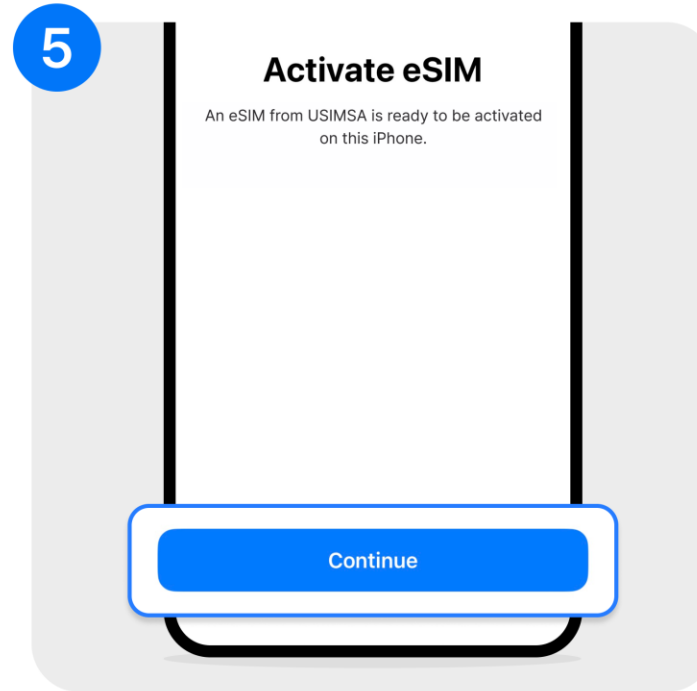 5
Activate eSIM
An eSIM from USIMSA is ready to be activated
on this iPhone.
Continue